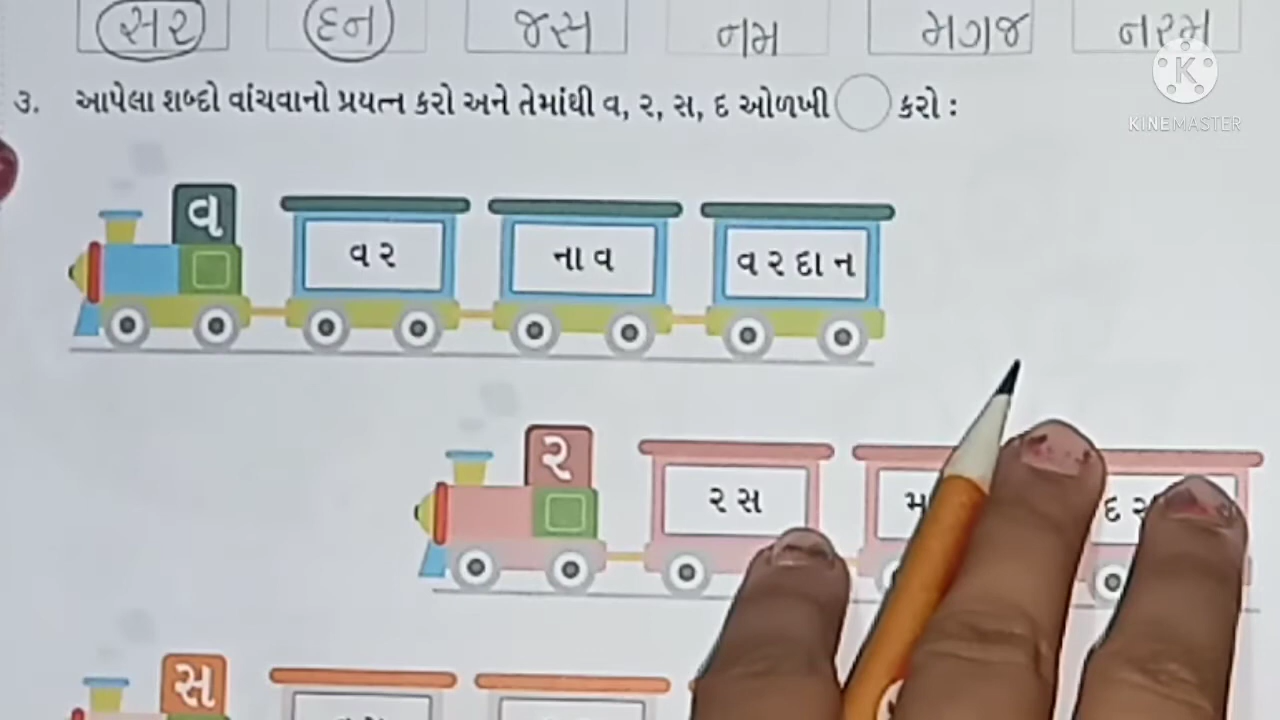 સર દન જસ નમ મગજ નરમ
K
KINEMASTER
૩. આપેલા શબ્દો વાંચવાનો પ્રયત્ન કરો અને તેમાંથી વ, ર, સ, દ ઓળખી કરો :
વ
વ ર ના વ વ ર દા ન
ર
ર સ
સ